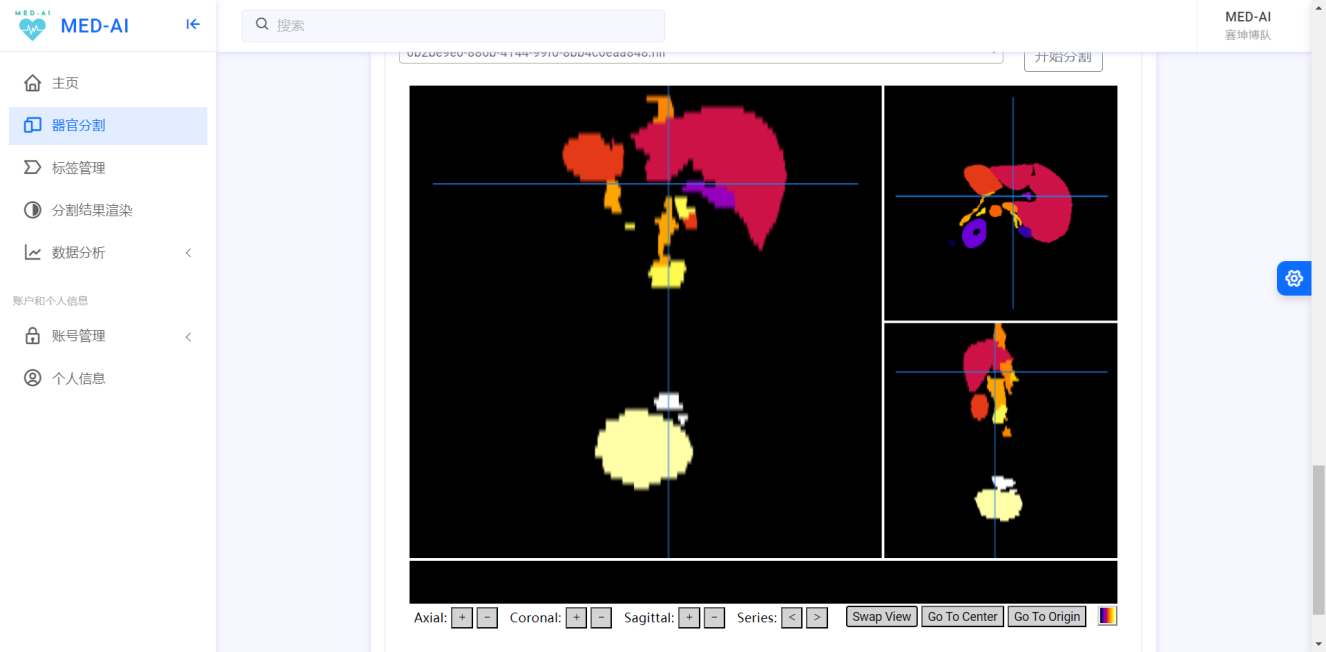 MED-AI
MED-AI
搜索
MED-AI
赛坤博队
主页
器官分割
标签管理
分割结果渲染
数据分析
账户和个人信息
账号管理
个人信息
开始分割
Axial: + − Coronal: + − Sagittal: + − Series: < > Swap View Go To Center Go To Origin